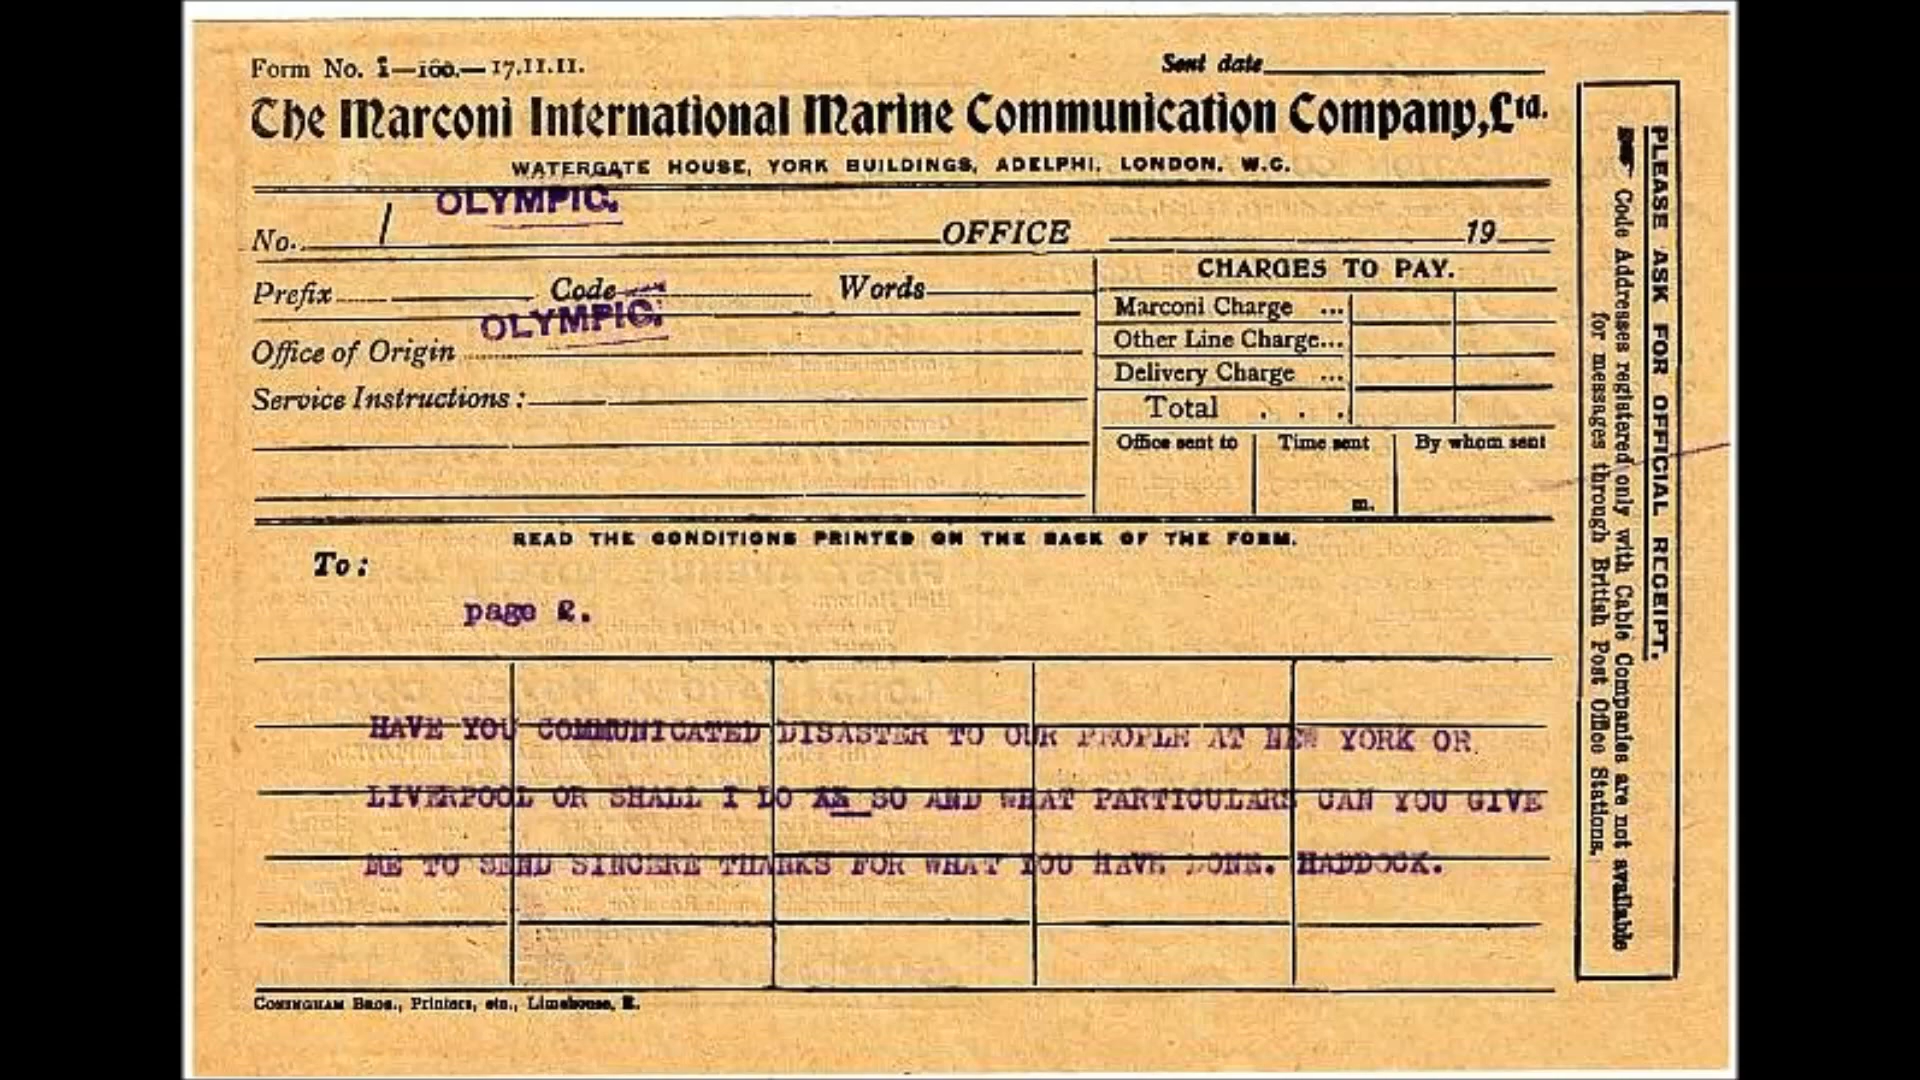 Form No. 1—100.—17.11.11.
Sent date
The Marconi International Marine Communication Company, Ltd.
WATERGATE HOUSE, YORK BUILDINGS, ADELPHI, LONDON, W.C.
OLYMPIC.
No. 1 OFFICE 19
Prefix Code Words
OLYMPIC.
Office of Origin
Service Instructions:
CHARGES TO PAY.
Marconi Charge ...
Other Line Charge...
Delivery Charge ...
Total . . .
Office sent to Time sent By whom sent
m.
READ THE CONDITIONS PRINTED ON THE BACK OF THE FORM.
To:
page 2.
HAVE YOU COMMUNICATED DISASTER TO OUR PEOPLE AT NEW YORK OR
LIVERPOOL OR SHALL I DO XX SO AND WHAT PARTICULARS CAN YOU GIVE
ME TO SEND SINCERE THANKS FOR WHAT YOU HAVE DONE. HADDOCK.
CONINGHAM BROS., Printers, etc., Limehouse, E.
PLEASE ASK FOR OFFICIAL RECEIPT.
Code Addresses registered only with Cable Companies are not available
for messages through British Post Office Stations.